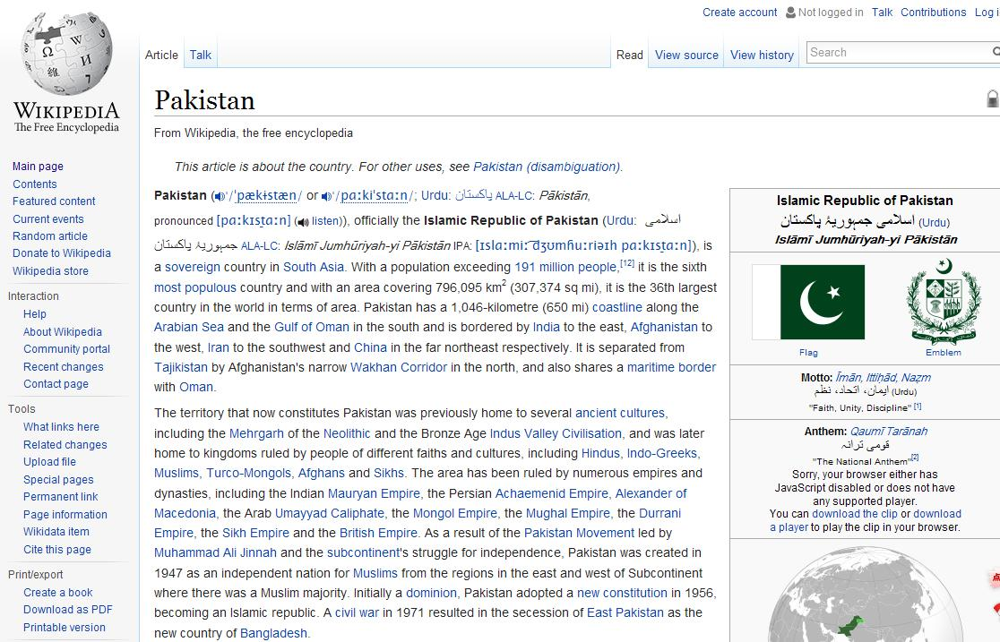 Create account Not logged in Talk Contributions Log i
Article Talk Read View source View history Search
WIKIPEDIA
The Free Encyclopedia
Main page
Contents
Featured content
Current events
Random article
Donate to Wikipedia
Wikipedia store
Interaction
Help
About Wikipedia
Community portal
Recent changes
Contact page
Tools
What links here
Related changes
Upload file
Special pages
Permanent link
Page information
Wikidata item
Cite this page
Print/export
Create a book
Download as PDF
Printable version
Pakistan
From Wikipedia, the free encyclopedia
This article is about the country. For other uses, see Pakistan (disambiguation).
Pakistan (/ˈpækɨstæn/ or /pɑːkiˈstɑːn/; Urdu: پاکستان ALA-LC: Pākistān,
pronounced [pɑːkɪst̪ɑːn] (listen)), officially the Islamic Republic of Pakistan (Urdu: اسلامی
جمہوریۂ پاکستان ALA-LC: Islāmī Jumhūriyah-yi Pākistān IPA: [ɪslɑːmiː d͡ʒʊmɦuːriəɪh pɑːkɪst̪ɑːn]), is
a sovereign country in South Asia. With a population exceeding 191 million people,[12] it is the sixth
most populous country and with an area covering 796,095 km2 (307,374 sq mi), it is the 36th largest
country in the world in terms of area. Pakistan has a 1,046-kilometre (650 mi) coastline along the
Arabian Sea and the Gulf of Oman in the south and is bordered by India to the east, Afghanistan to
the west, Iran to the southwest and China in the far northeast respectively. It is separated from
Tajikistan by Afghanistan's narrow Wakhan Corridor in the north, and also shares a maritime border
with Oman.
The territory that now constitutes Pakistan was previously home to several ancient cultures,
including the Mehrgarh of the Neolithic and the Bronze Age Indus Valley Civilisation, and was later
home to kingdoms ruled by people of different faiths and cultures, including Hindus, Indo-Greeks,
Muslims, Turco-Mongols, Afghans and Sikhs. The area has been ruled by numerous empires and
dynasties, including the Indian Mauryan Empire, the Persian Achaemenid Empire, Alexander of
Macedonia, the Arab Umayyad Caliphate, the Mongol Empire, the Mughal Empire, the Durrani
Empire, the Sikh Empire and the British Empire. As a result of the Pakistan Movement led by
Muhammad Ali Jinnah and the subcontinent's struggle for independence, Pakistan was created in
1947 as an independent nation for Muslims from the regions in the east and west of Subcontinent
where there was a Muslim majority. Initially a dominion, Pakistan adopted a new constitution in 1956,
becoming an Islamic republic. A civil war in 1971 resulted in the secession of East Pakistan as the
new country of Bangladesh.
Islamic Republic of Pakistan
اسلامی جمہوریۂ پاکستان (Urdu)
Islāmī Jumhūriyah-yi Pākistān
Flag Emblem
Motto: Īmān, Ittiḥād, Naẓm
ایمان، اتحاد، نظم (Urdu)
"Faith, Unity, Discipline" [1]
Anthem: Qaumī Tarānah
قومی ترانہ
"The National Anthem"[2]
Sorry, your browser either has
JavaScript disabled or does not have
any supported player.
You can download the clip or download
a player to play the clip in your browser.